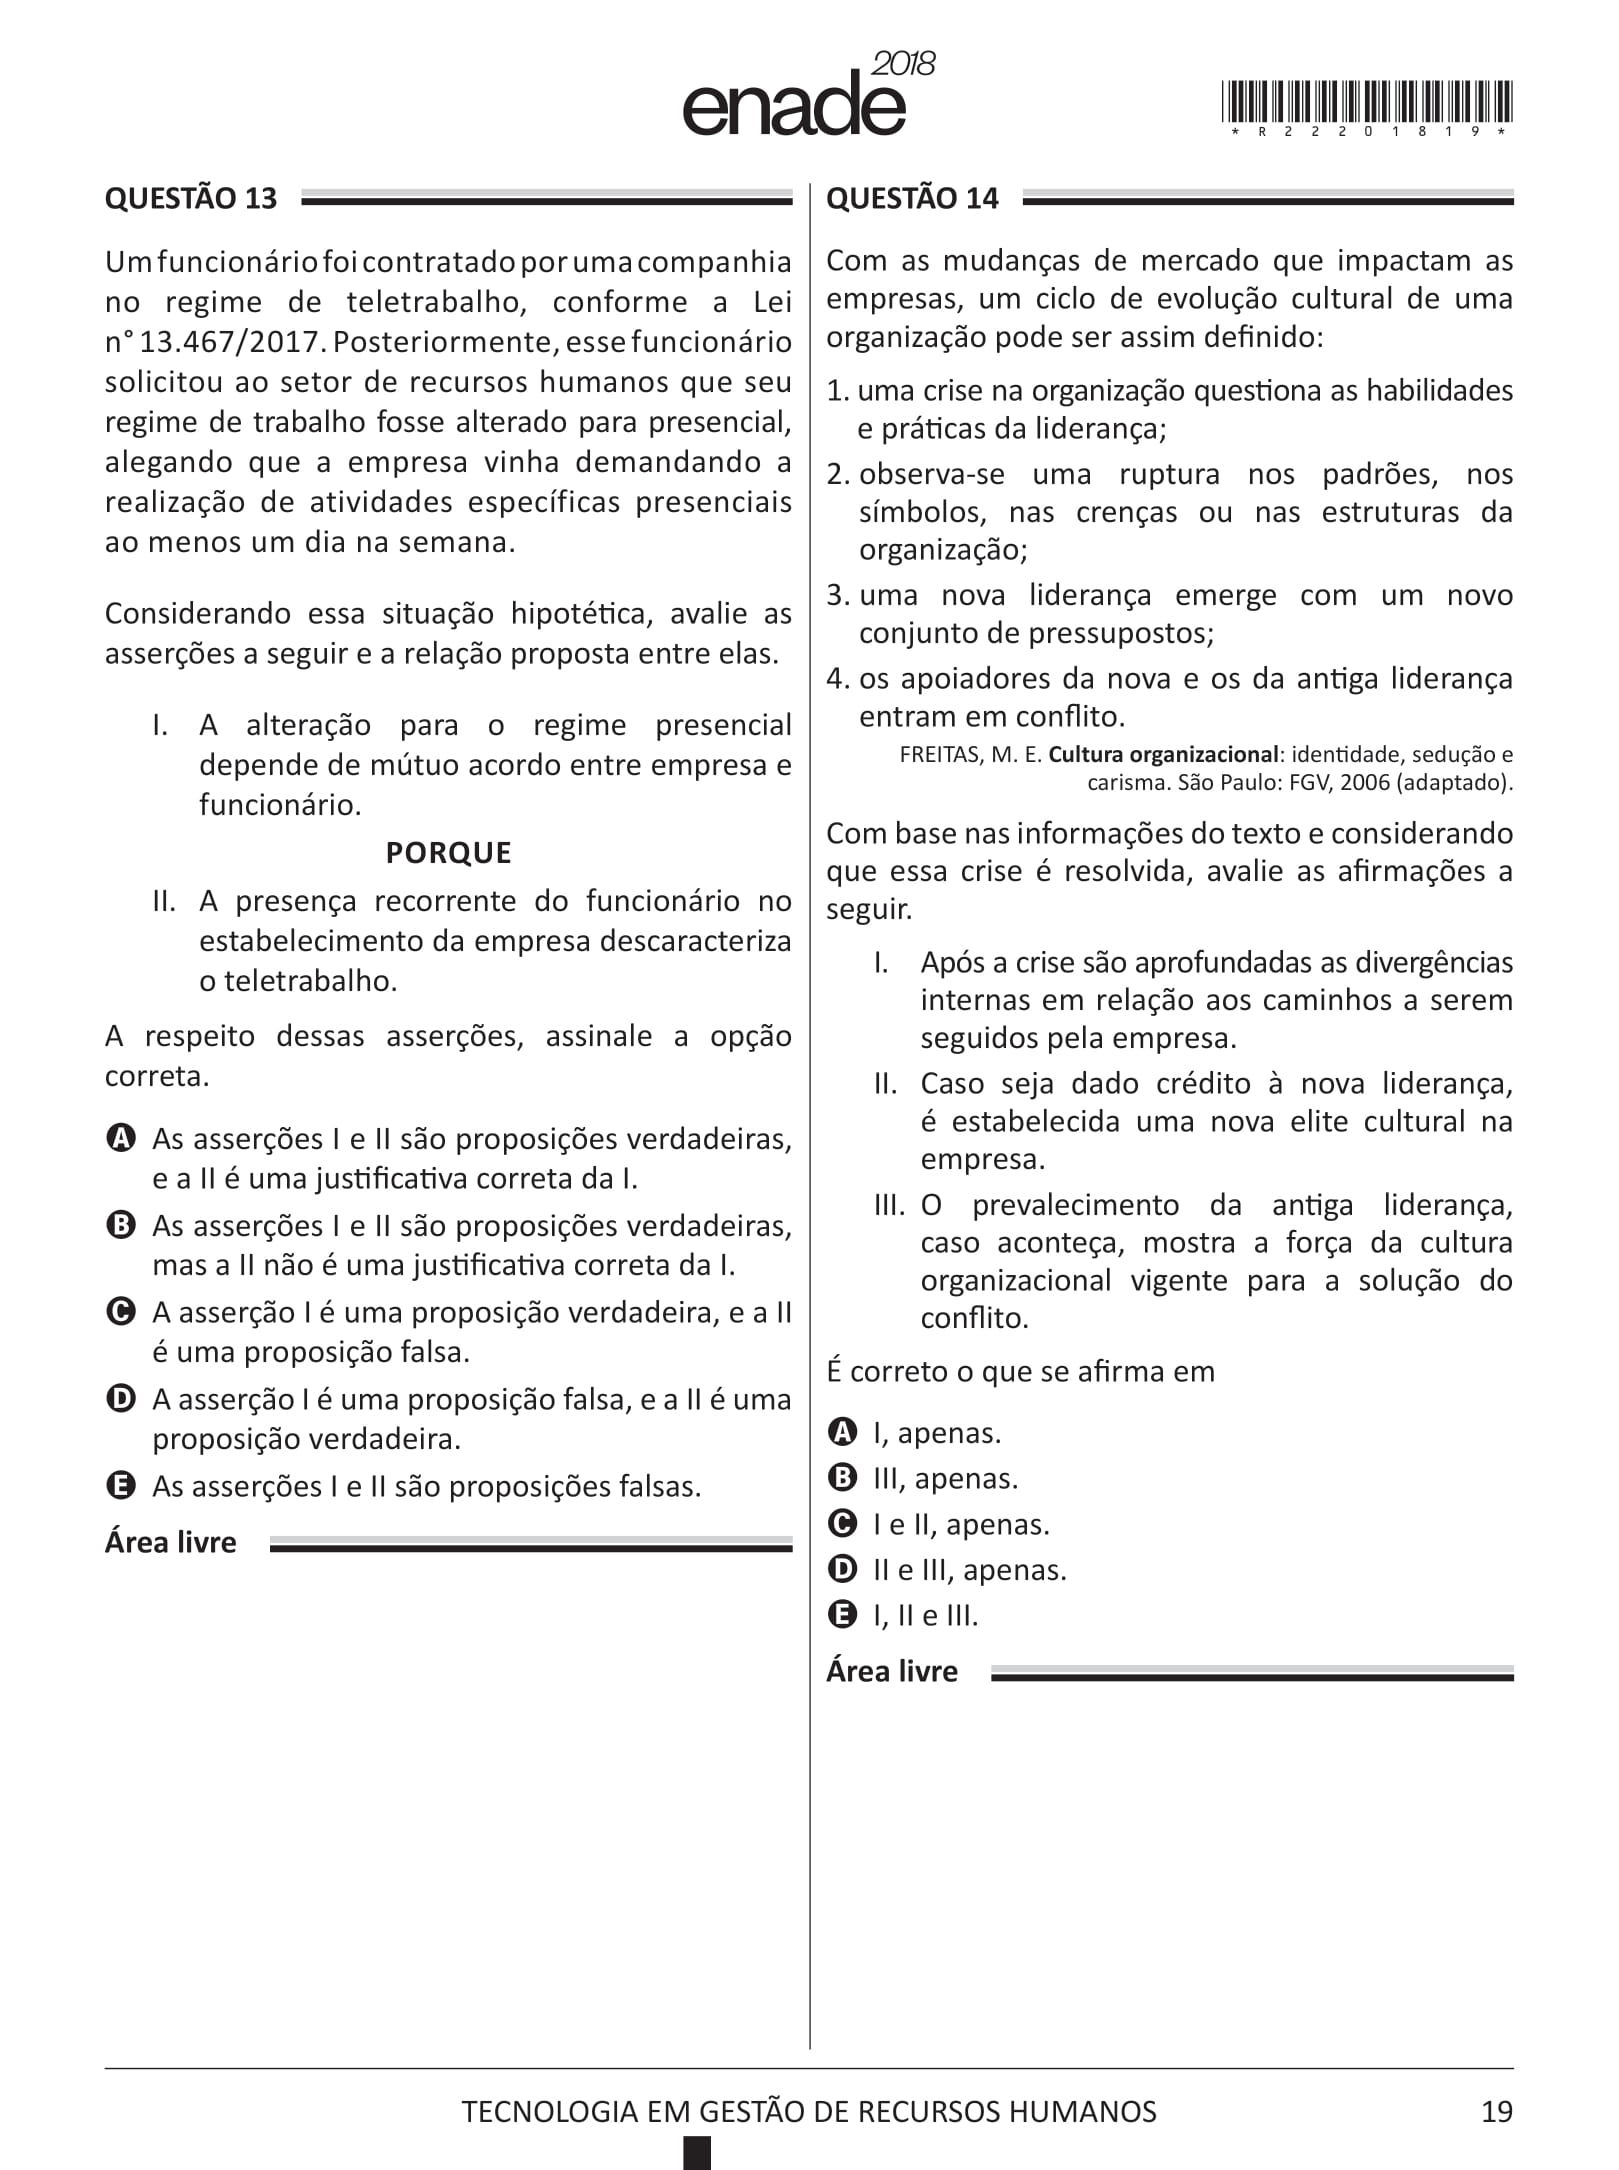 enade 2018
* R 2 2 2 0 1 8 1 9 *
QUESTÃO 13
Um funcionário foi contratado por uma companhia
no regime de teletrabalho, conforme a Lei
n° 13.467/2017. Posteriormente, esse funcionário
solicitou ao setor de recursos humanos que seu
regime de trabalho fosse alterado para presencial,
alegando que a empresa vinha demandando a
realização de atividades específicas presenciais
ao menos um dia na semana.
Considerando essa situação hipotética, avalie as
asserções a seguir e a relação proposta entre elas.
I. A alteração para o regime presencial
depende de mútuo acordo entre empresa e
funcionário.
PORQUE
II. A presença recorrente do funcionário no
estabelecimento da empresa descaracteriza
o teletrabalho.
A respeito dessas asserções, assinale a opção
correta.
A As asserções I e II são proposições verdadeiras,
e a II é uma justificativa correta da I.
B As asserções I e II são proposições verdadeiras,
mas a II não é uma justificativa correta da I.
C A asserção I é uma proposição verdadeira, e a II
é uma proposição falsa.
D A asserção I é uma proposição falsa, e a II é uma
proposição verdadeira.
E As asserções I e II são proposições falsas.
Área livre
QUESTÃO 14
Com as mudanças de mercado que impactam as
empresas, um ciclo de evolução cultural de uma
organização pode ser assim definido:
1. uma crise na organização questiona as habilidades
e práticas da liderança;
2. observa-se uma ruptura nos padrões, nos
símbolos, nas crenças ou nas estruturas da
organização;
3. uma nova liderança emerge com um novo
conjunto de pressupostos;
4. os apoiadores da nova e os da antiga liderança
entram em conflito.
FREITAS, M. E. Cultura organizacional: identidade, sedução e
carisma. São Paulo: FGV, 2006 (adaptado).
Com base nas informações do texto e considerando
que essa crise é resolvida, avalie as afirmações a
seguir.
I. Após a crise são aprofundadas as divergências
internas em relação aos caminhos a serem
seguidos pela empresa.
II. Caso seja dado crédito à nova liderança,
é estabelecida uma nova elite cultural na
empresa.
III. O prevalecimento da antiga liderança,
caso aconteça, mostra a força da cultura
organizacional vigente para a solução do
conflito.
É correto o que se afirma em
A I, apenas.
B III, apenas.
C I e II, apenas.
D II e III, apenas.
E I, II e III.
Área livre
TECNOLOGIA EM GESTÃO DE RECURSOS HUMANOS
19